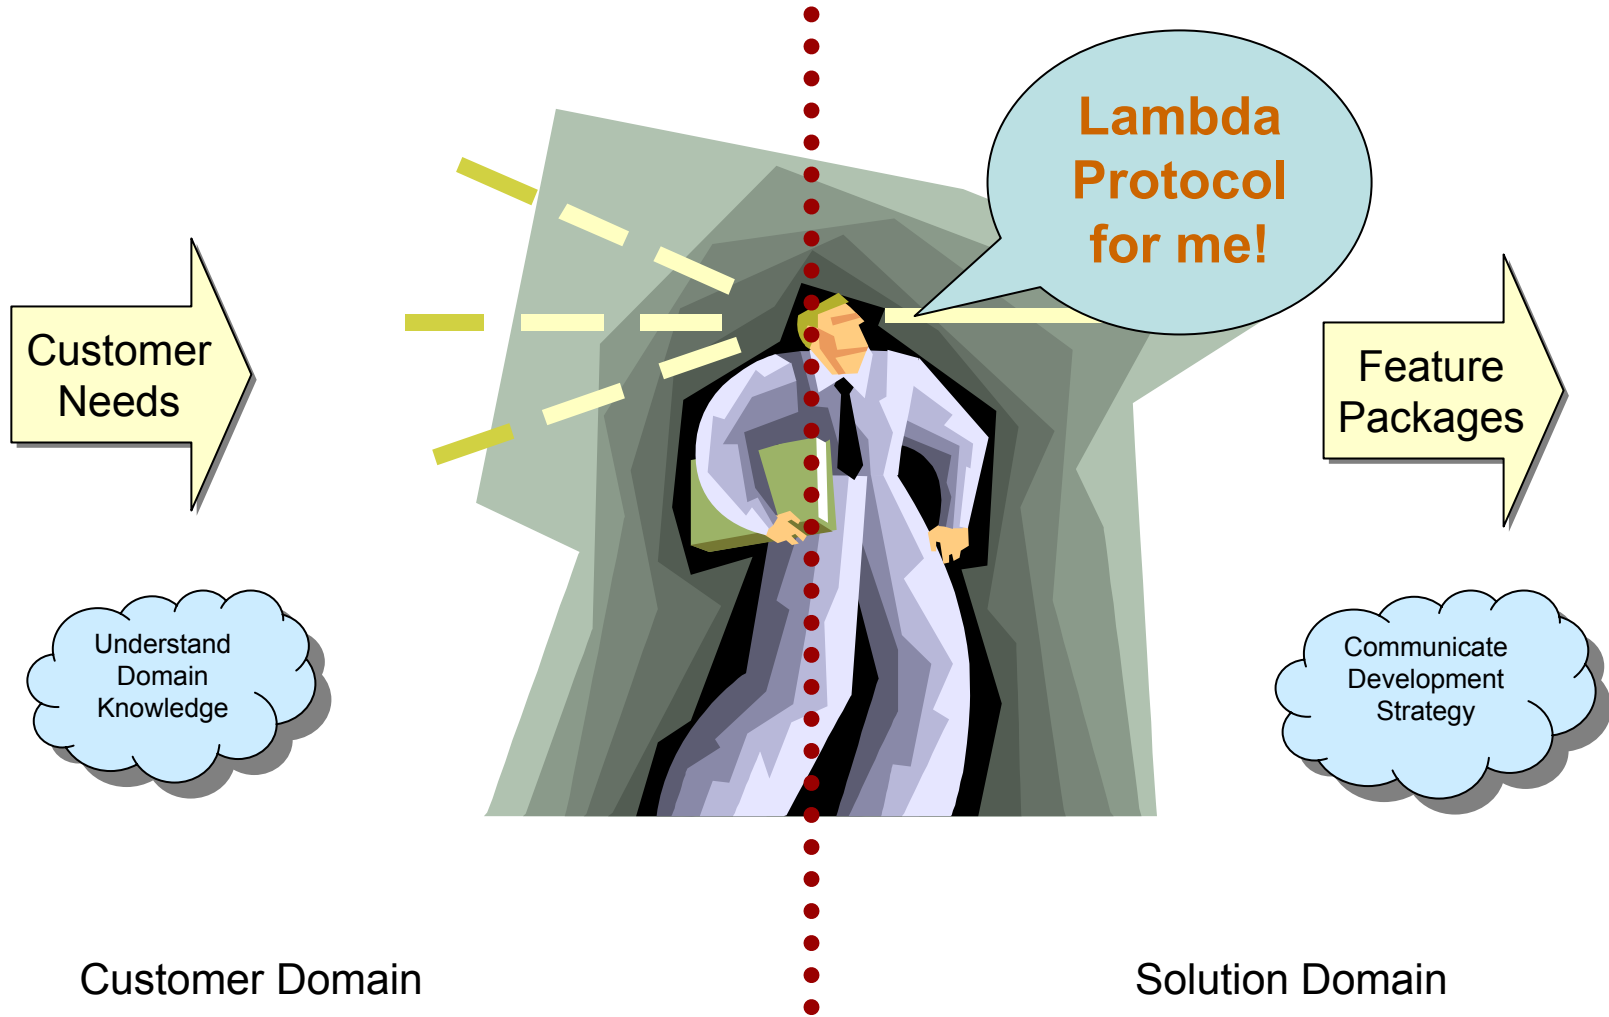 Lambda
Protocol
for me!
Customer
Needs
Feature
Packages
Understand
Domain
Knowledge
Communicate
Development
Strategy
Customer Domain
Solution Domain